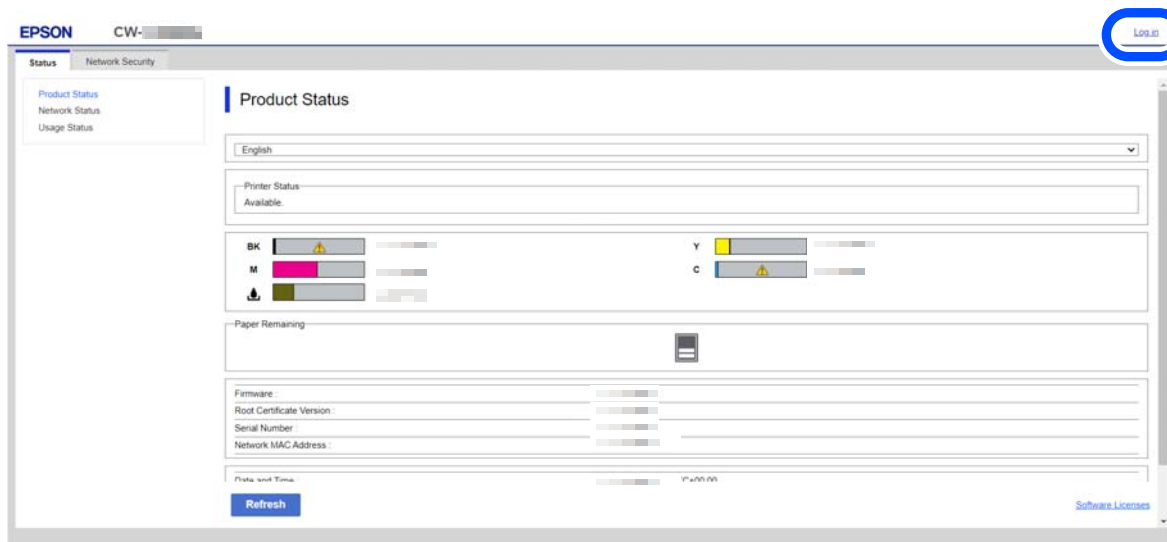 EPSON CW-
Log in
Status Network Security
Product Status
Network Status
Usage Status
Product Status
English
Printer Status
Available.
BK Y
M C
Paper Remaining
Firmware :
Root Certificate Version :
Serial Number :
Network MAC Address :
Date and Time :
Refresh Software Licenses